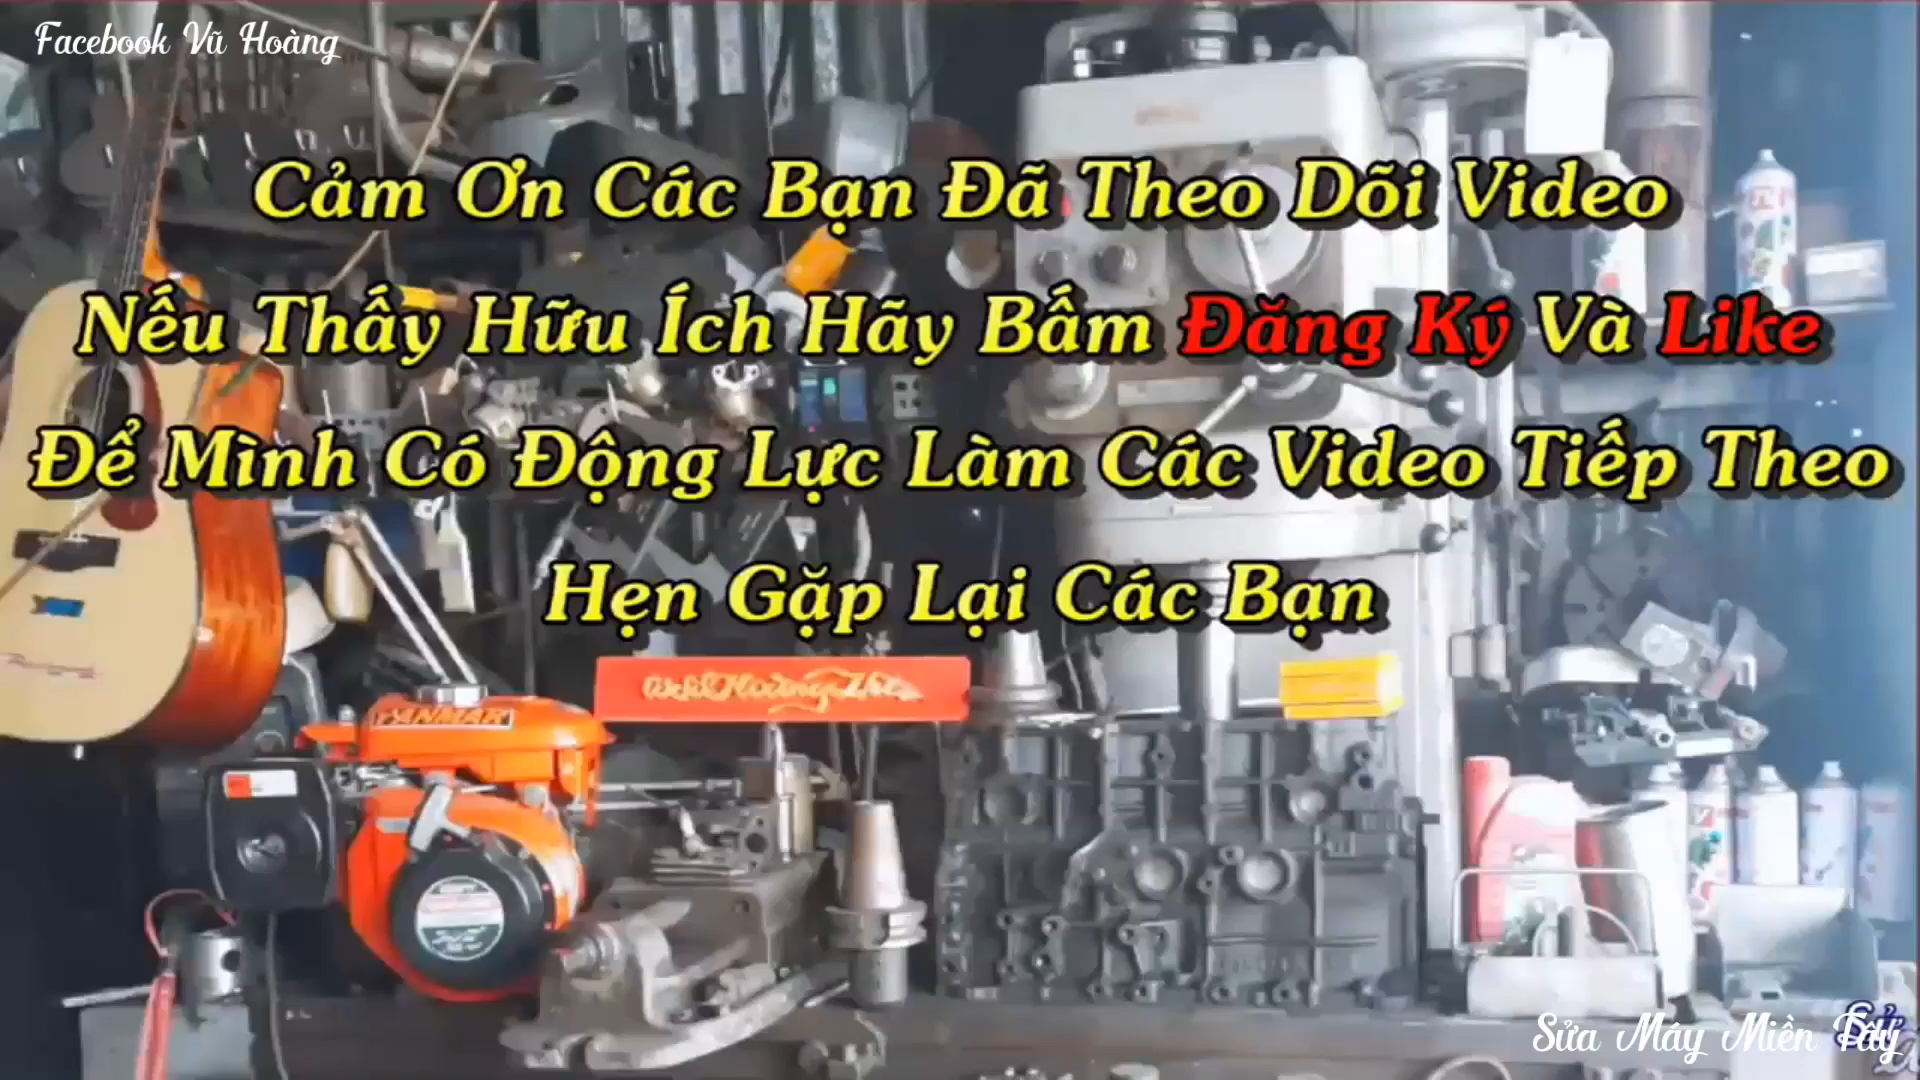 Facebook Vũ Hoàng
Cảm Ơn Các Bạn Đã Theo Dõi Video
Nếu Thấy Hữu Ích Hãy Bấm Đăng Ký Và Like
Để Mình Có Động Lực Làm Các Video Tiếp Theo
Hẹn Gặp Lại Các Bạn
YANMAR
Sửa Máy Miền Tây